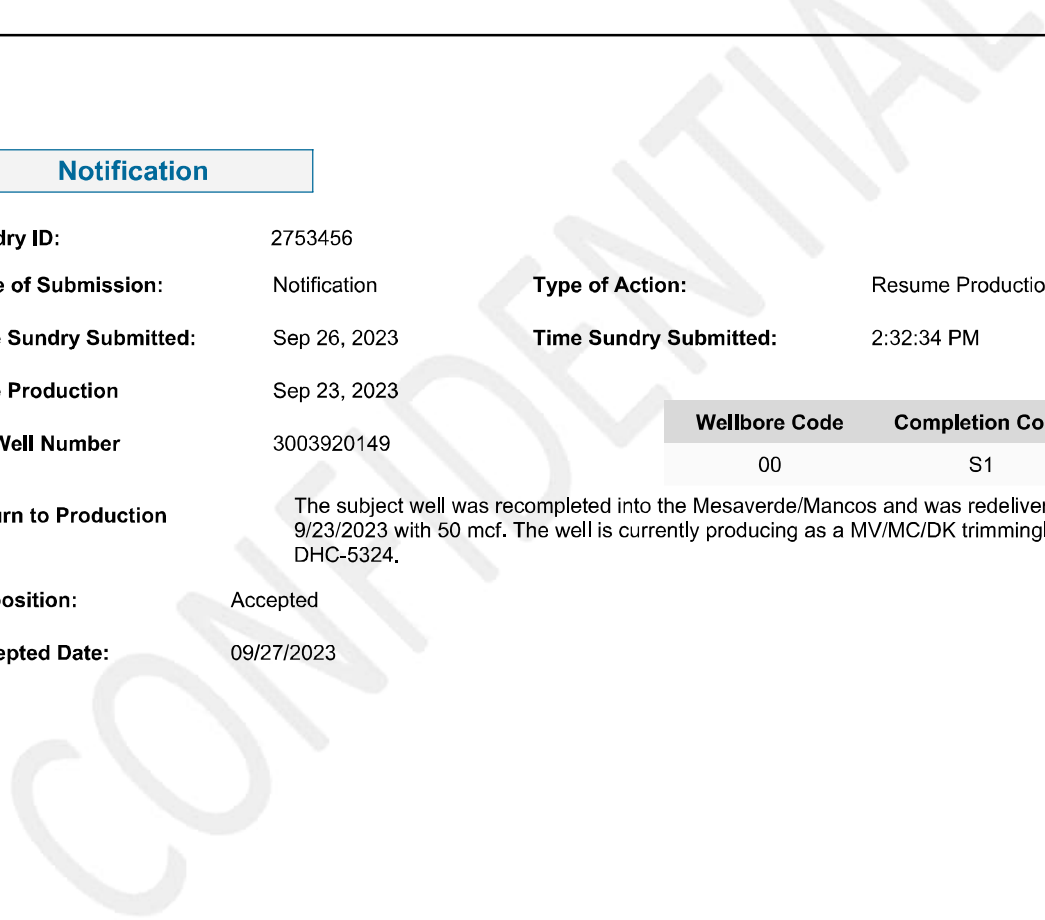 Notification
dry ID: 2753456
e of Submission: Notification Type of Action: Resume Productio
Sundry Submitted: Sep 26, 2023 Time Sundry Submitted: 2:32:34 PM
Production Sep 23, 2023
Wellbore Code Completion Co
Well Number 3003920149
00 S1
urn to Production
The subject well was recompleted into the Mesaverde/Mancos and was redeliver
9/23/2023 with 50 mcf. The well is currently producing as a MV/MC/DK trimmingl
DHC-5324.
osition: Accepted
epted Date: 09/27/2023
CONFIDENTIAL